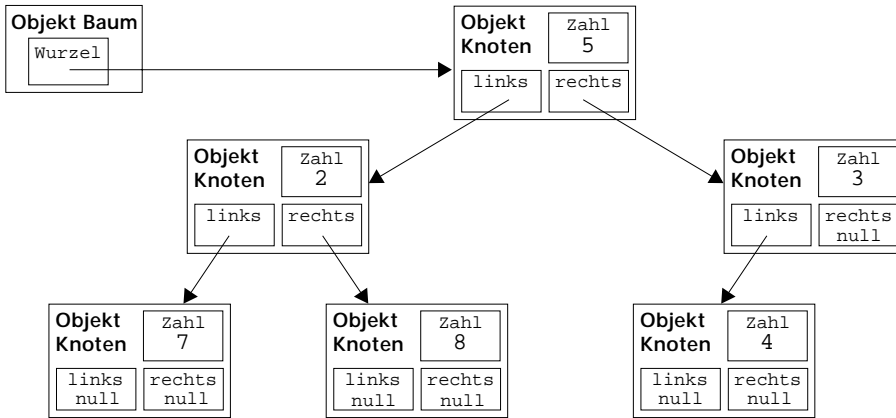 Objekt Baum
Wurzel
Objekt
Knoten
Zahl
5
links
rechts
Objekt
Knoten
Zahl
2
links
rechts
Objekt
Knoten
Zahl
3
links
rechts
null
Objekt
Knoten
Zahl
7
links
null
rechts
null
Objekt
Knoten
Zahl
8
links
null
rechts
null
Objekt
Knoten
Zahl
4
links
null
rechts
null